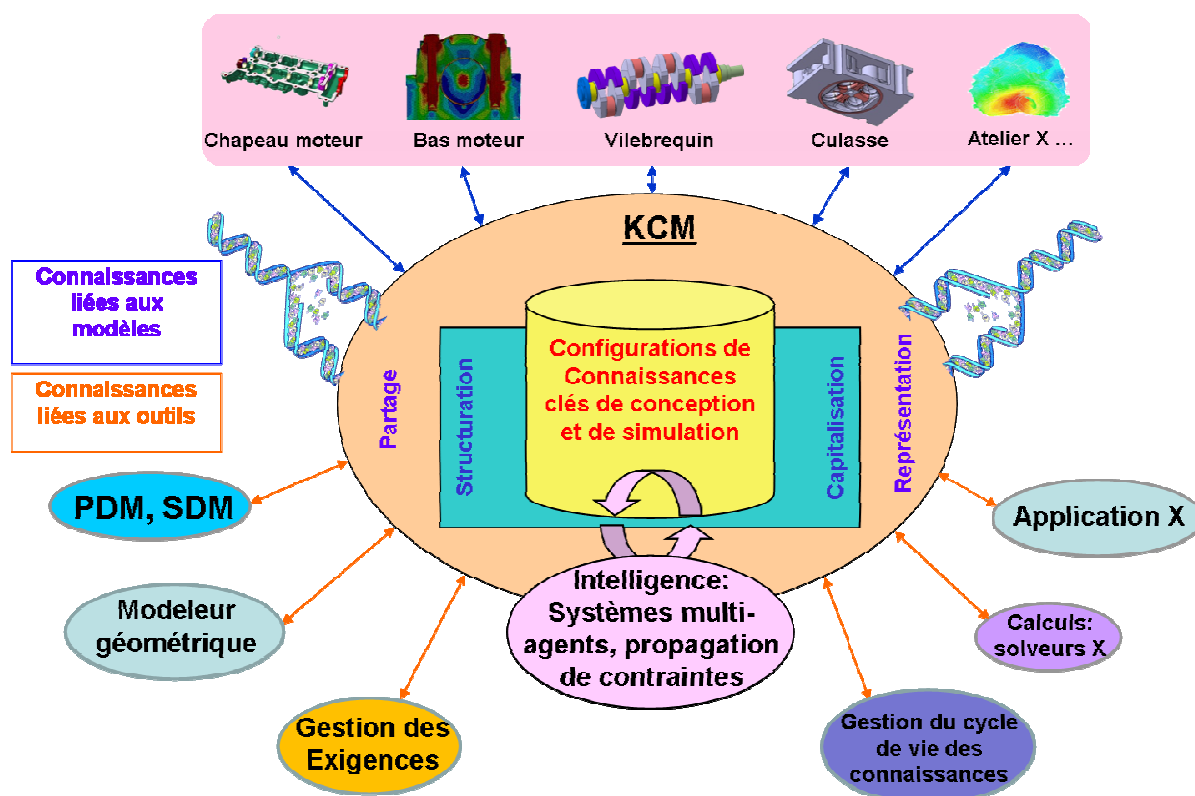 Chapeau moteur
Bas moteur
Vilebrequin
Culasse
Atelier X ...
KCM
Connaissances
liées aux
modèles
Connaissances
liées aux outils
Partage
Structuration
Configurations de
Connaissances
clés de conception
et de simulation
Capitalisation
Représentation
PDM, SDM
Application X
Modeleur
géométrique
Intelligence:
Systèmes multi-
agents, propagation
de contraintes
Calculs:
solveurs X
Gestion des
Exigences
Gestion du cycle
de vie des
connaissances